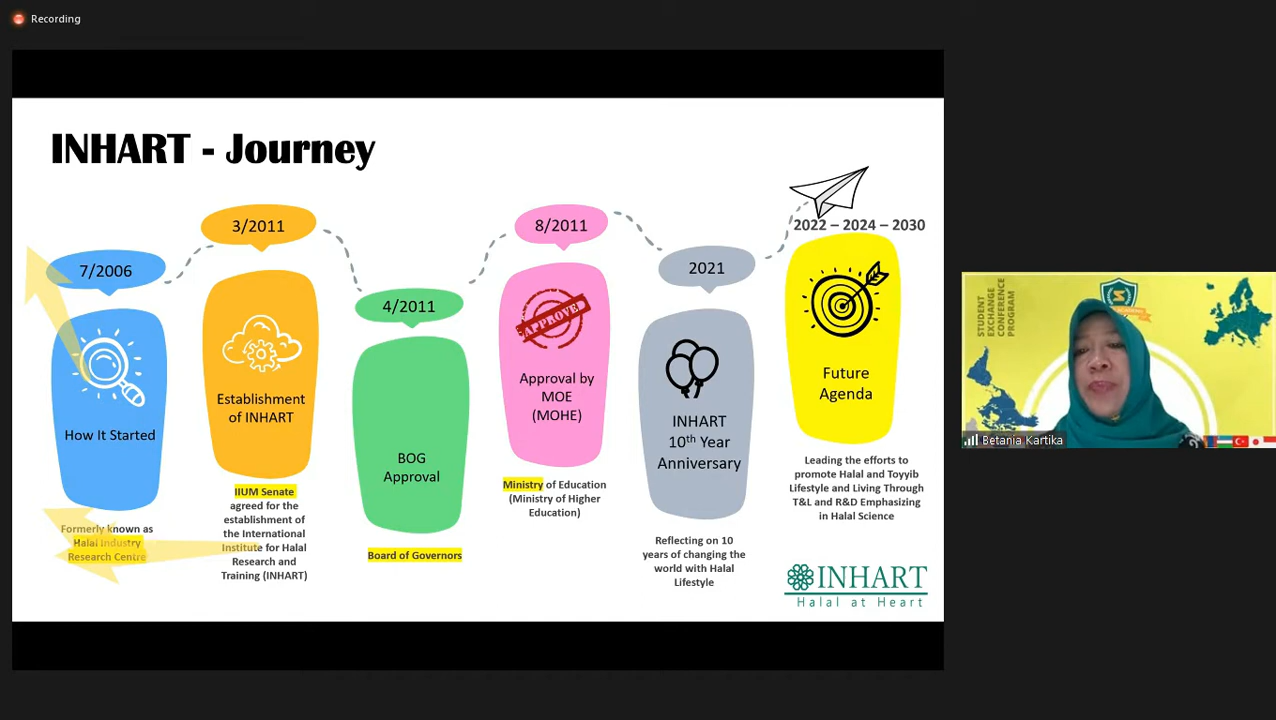 Recording
INHART - Journey
7/2006
How It Started
Formerly known as
Halal Industry
Research Centre
3/2011
Establishment
of INHART
IIUM Senate
agreed for the
establishment of
the International
Institute for Halal
Research and
Training (INHART)
4/2011
BOG
Approval
Board of Governors
8/2011
APPROVE
Approval by
MOE
(MOHE)
Ministry of Education
(Ministry of Higher
Education)
2021
INHART
10th Year
Anniversary
Reflecting on 10
years of changing the
world with Halal
Lifestyle
2022 – 2024 – 2030
Future
Agenda
Leading the efforts to
promote Halal and Toyyib
Lifestyle and Living Through
T&L and R&D Emphasizing
in Halal Science
INHART
Halal at Heart
STUDENT
EXCHANGE
CONFERENCE
PROGRAM
Betania Kartika